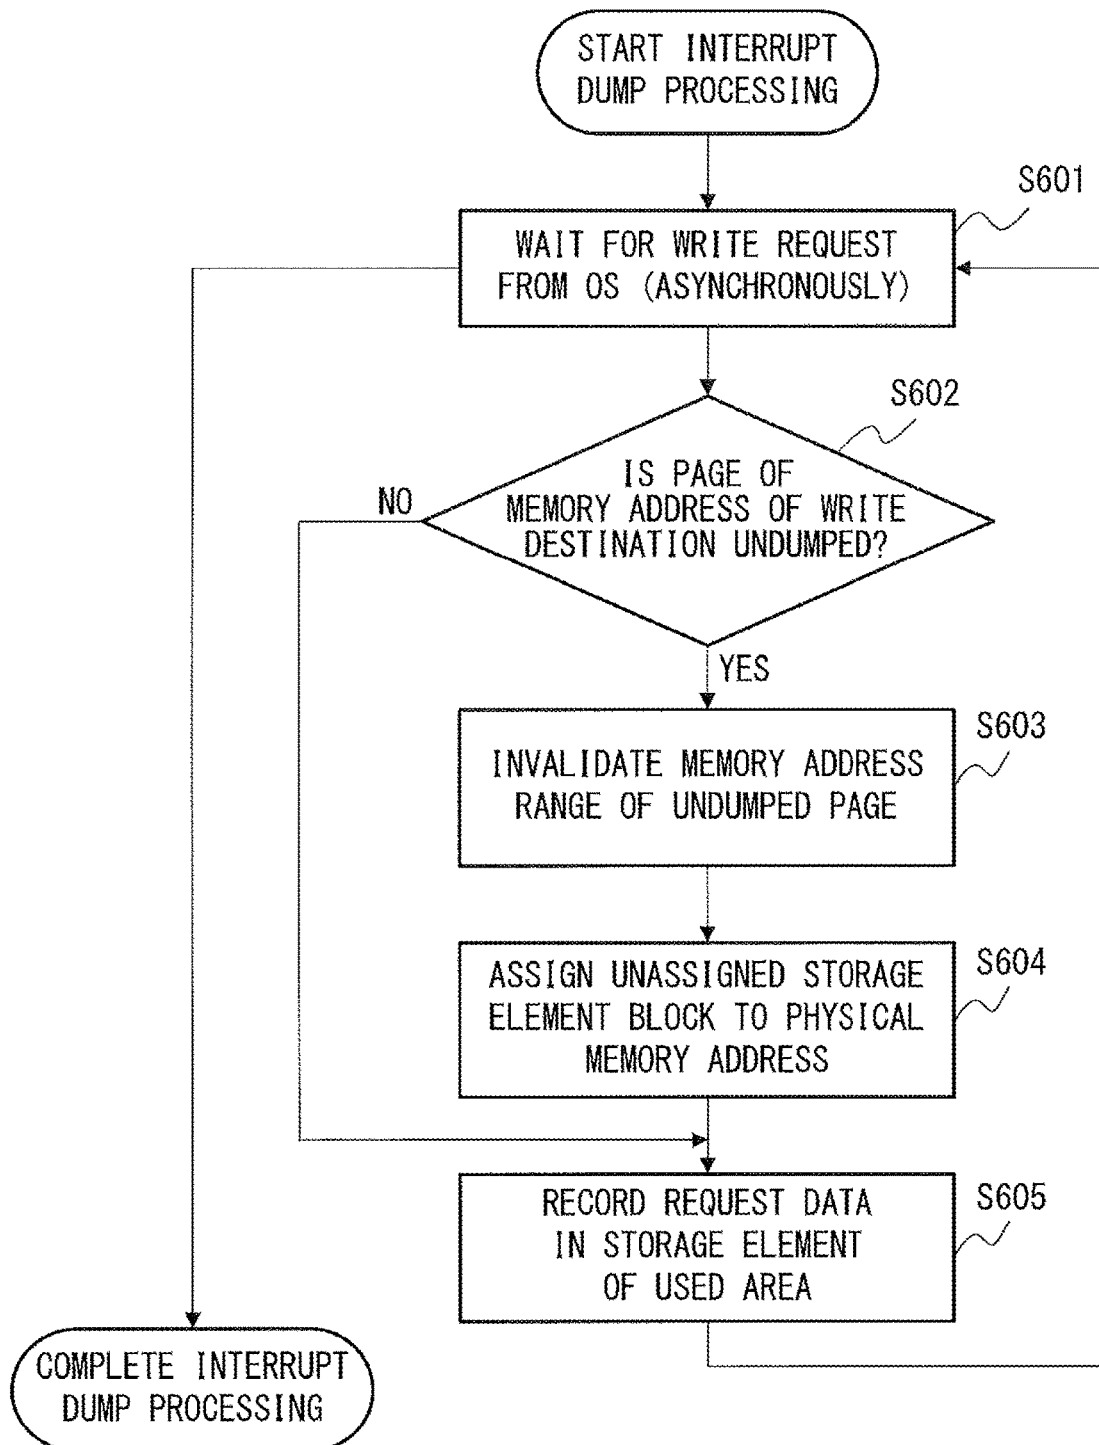 START INTERRUPT
DUMP PROCESSING
S601
WAIT FOR WRITE REQUEST
FROM OS (ASYNCHRONOUSLY)
S602
IS PAGE OF
MEMORY ADDRESS OF WRITE
DESTINATION UNDUMPED?
NO
YES
S603
INVALIDATE MEMORY ADDRESS
RANGE OF UNDUMPED PAGE
S604
ASSIGN UNASSIGNED STORAGE
ELEMENT BLOCK TO PHYSICAL
MEMORY ADDRESS
S605
RECORD REQUEST DATA
IN STORAGE ELEMENT
OF USED AREA
COMPLETE INTERRUPT
DUMP PROCESSING